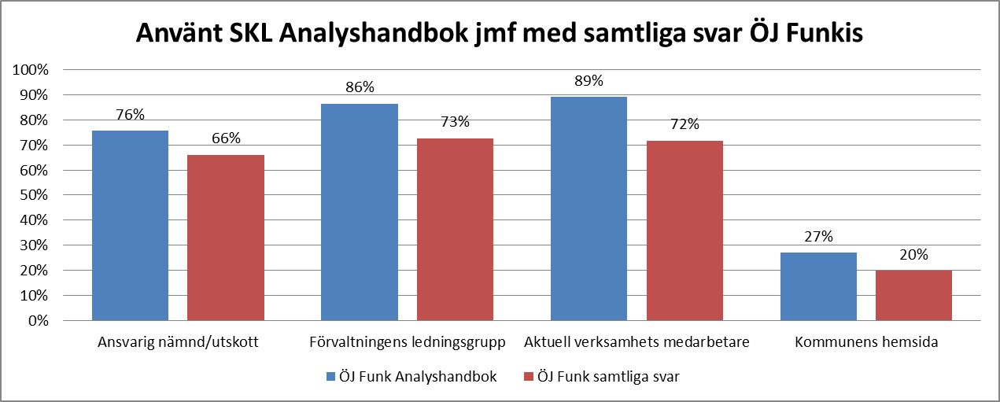 Använt SKL Analyshandbok jmf med samtliga svar ÖJ Funkis
100%
90%
80%
70%
60%
50%
40%
30%
20%
10%
0%
76%
66%
86%
73%
89%
72%
27%
20%
Ansvarig nämnd/utskott
Förvaltningens ledningsgrupp
Aktuell verksamhets medarbetare
Kommunens hemsida
ÖJ Funk Analyshandbok
ÖJ Funk samtliga svar